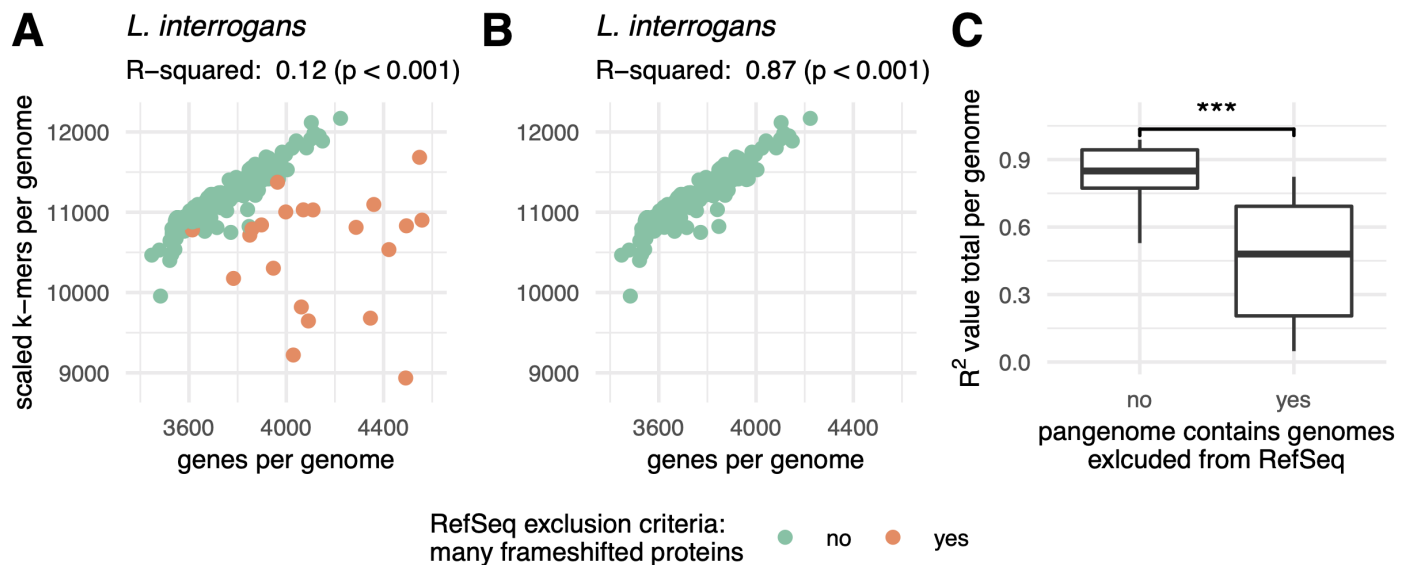 A
L. interrogans
R−squared:  0.12 (p < 0.001)
scaled k−mers per genome
12000
11000
10000
9000
3600 4000 4400
genes per genome
B
L. interrogans
R−squared:  0.87 (p < 0.001)
12000
11000
10000
9000
3600 4000 4400
genes per genome
C
***
R² value total per genome
0.9
0.6
0.3
0.0
no yes
pangenome contains genomes
exlcuded from RefSeq
RefSeq exclusion criteria:
many frameshifted proteins
no yes